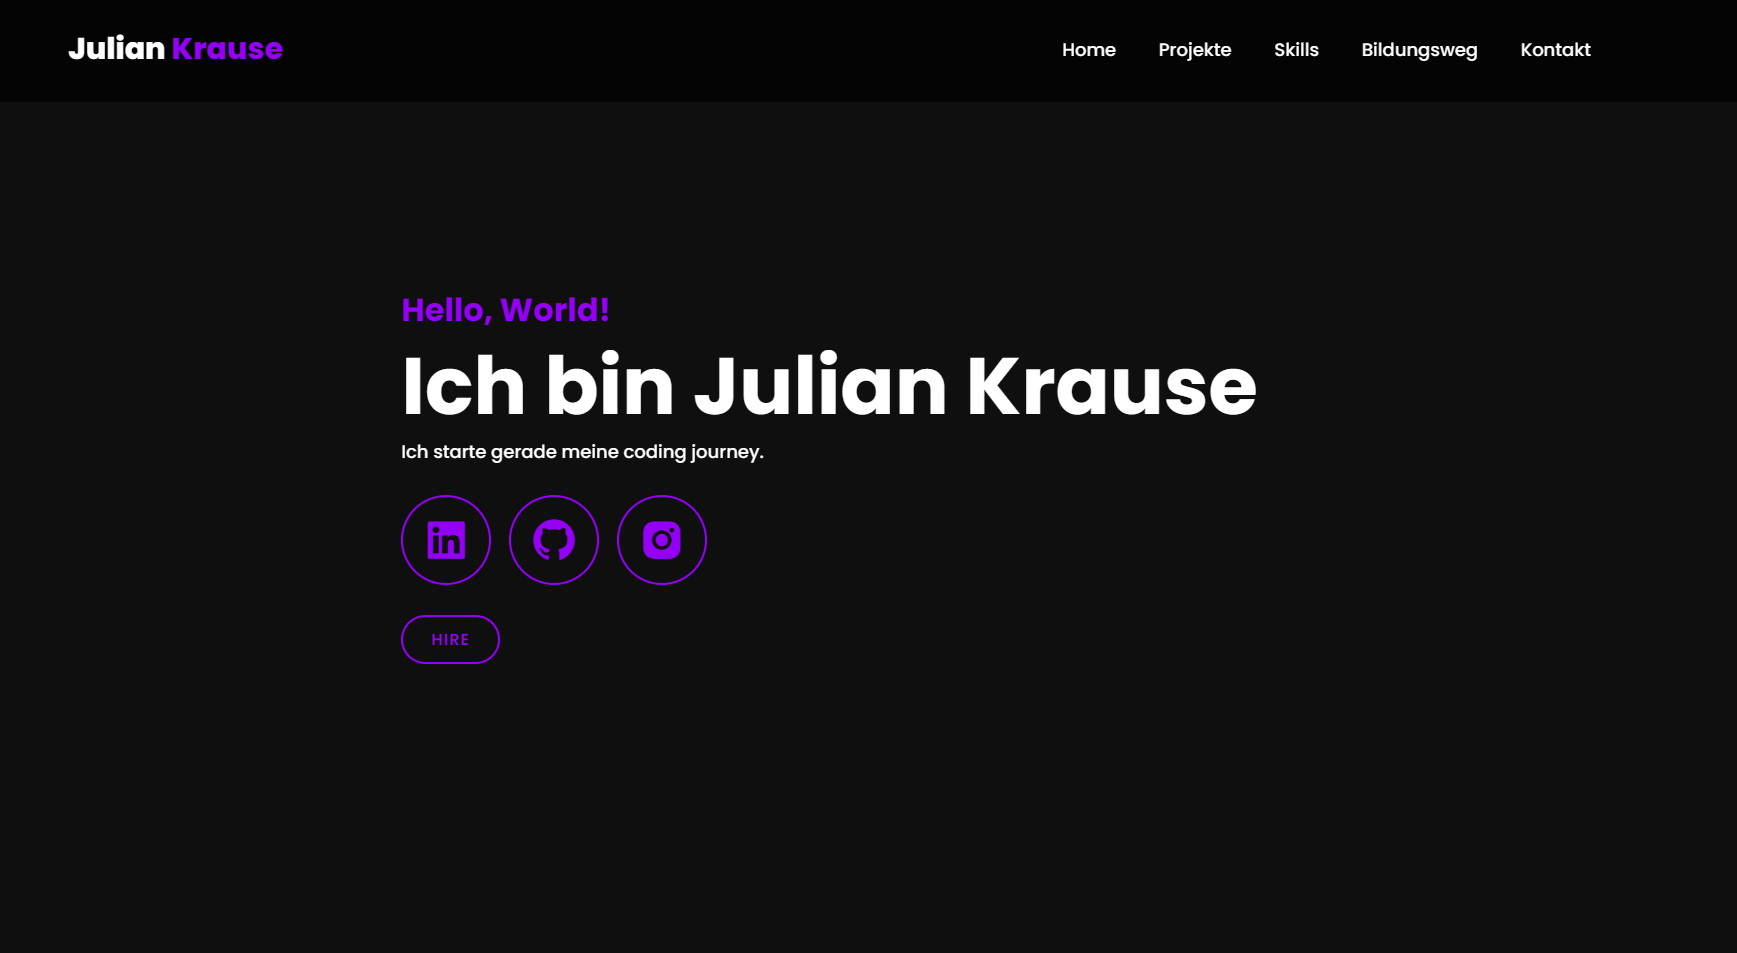 Julian Krause
Home Projekte Skills Bildungsweg Kontakt
Hello, World!
Ich bin Julian Krause
Ich starte gerade meine coding journey.
in
HIRE